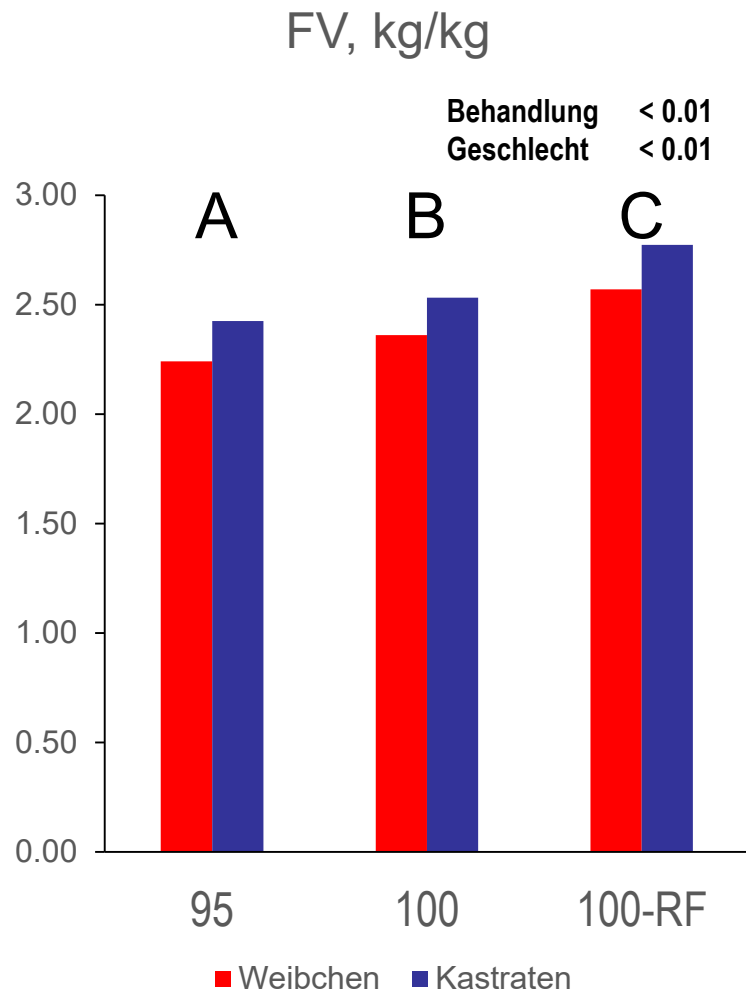 FV, kg/kg
Behandlung < 0.01
Geschlecht < 0.01
3.00
A B C
2.50
2.00
1.50
1.00
0.50
0.00
95 100 100-RF
Weibchen Kastraten